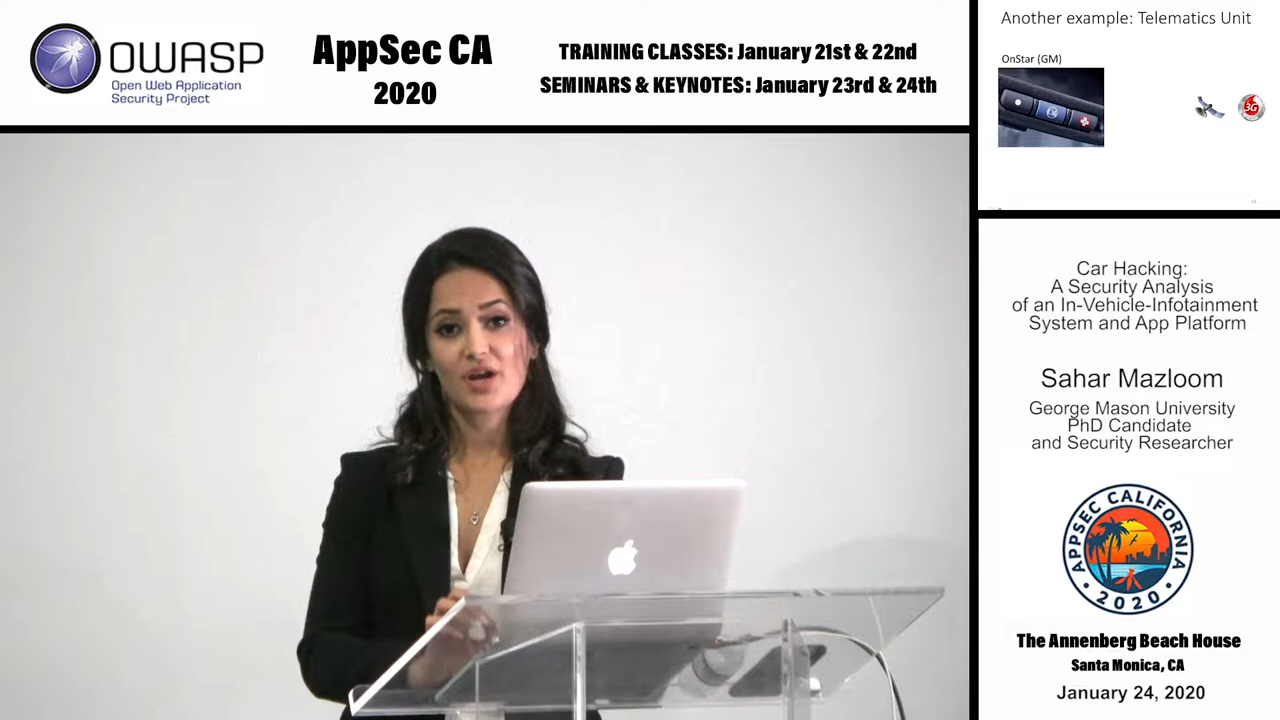 OWASP
Open Web Application
Security Project
AppSec CA
2020
TRAINING CLASSES: January 21st & 22nd
SEMINARS & KEYNOTES: January 23rd & 24th
Another example: Telematics Unit
OnStar (GM)
3G
Car Hacking:
A Security Analysis
of an In-Vehicle-Infotainment
System and App Platform
Sahar Mazloom
George Mason University
PhD Candidate
and Security Researcher
APPSEC CALIFORNIA
2020
The Annenberg Beach House
Santa Monica, CA
January 24, 2020